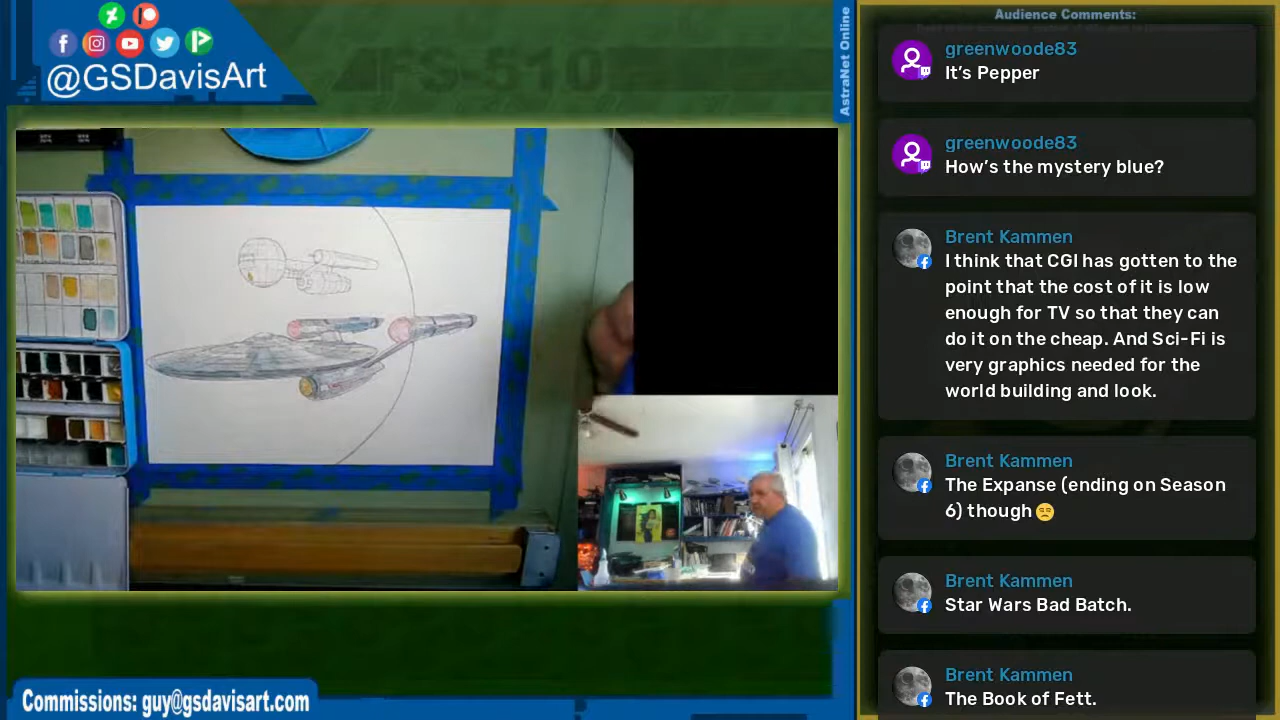 @GSDavisArt
FS-510
AstraNet Online
Audience Comments:
greenwoode83
It’s Pepper
greenwoode83
How’s the mystery blue?
Brent Kammen
I think that CGI has gotten to the
point that the cost of it is low
enough for TV so that they can
do it on the cheap. And Sci-Fi is
very graphics needed for the
world building and look.
Brent Kammen
The Expanse (ending on Season
6) though
Brent Kammen
Star Wars Bad Batch.
Brent Kammen
The Book of Fett.
Commissions: guy@gsdavisart.com